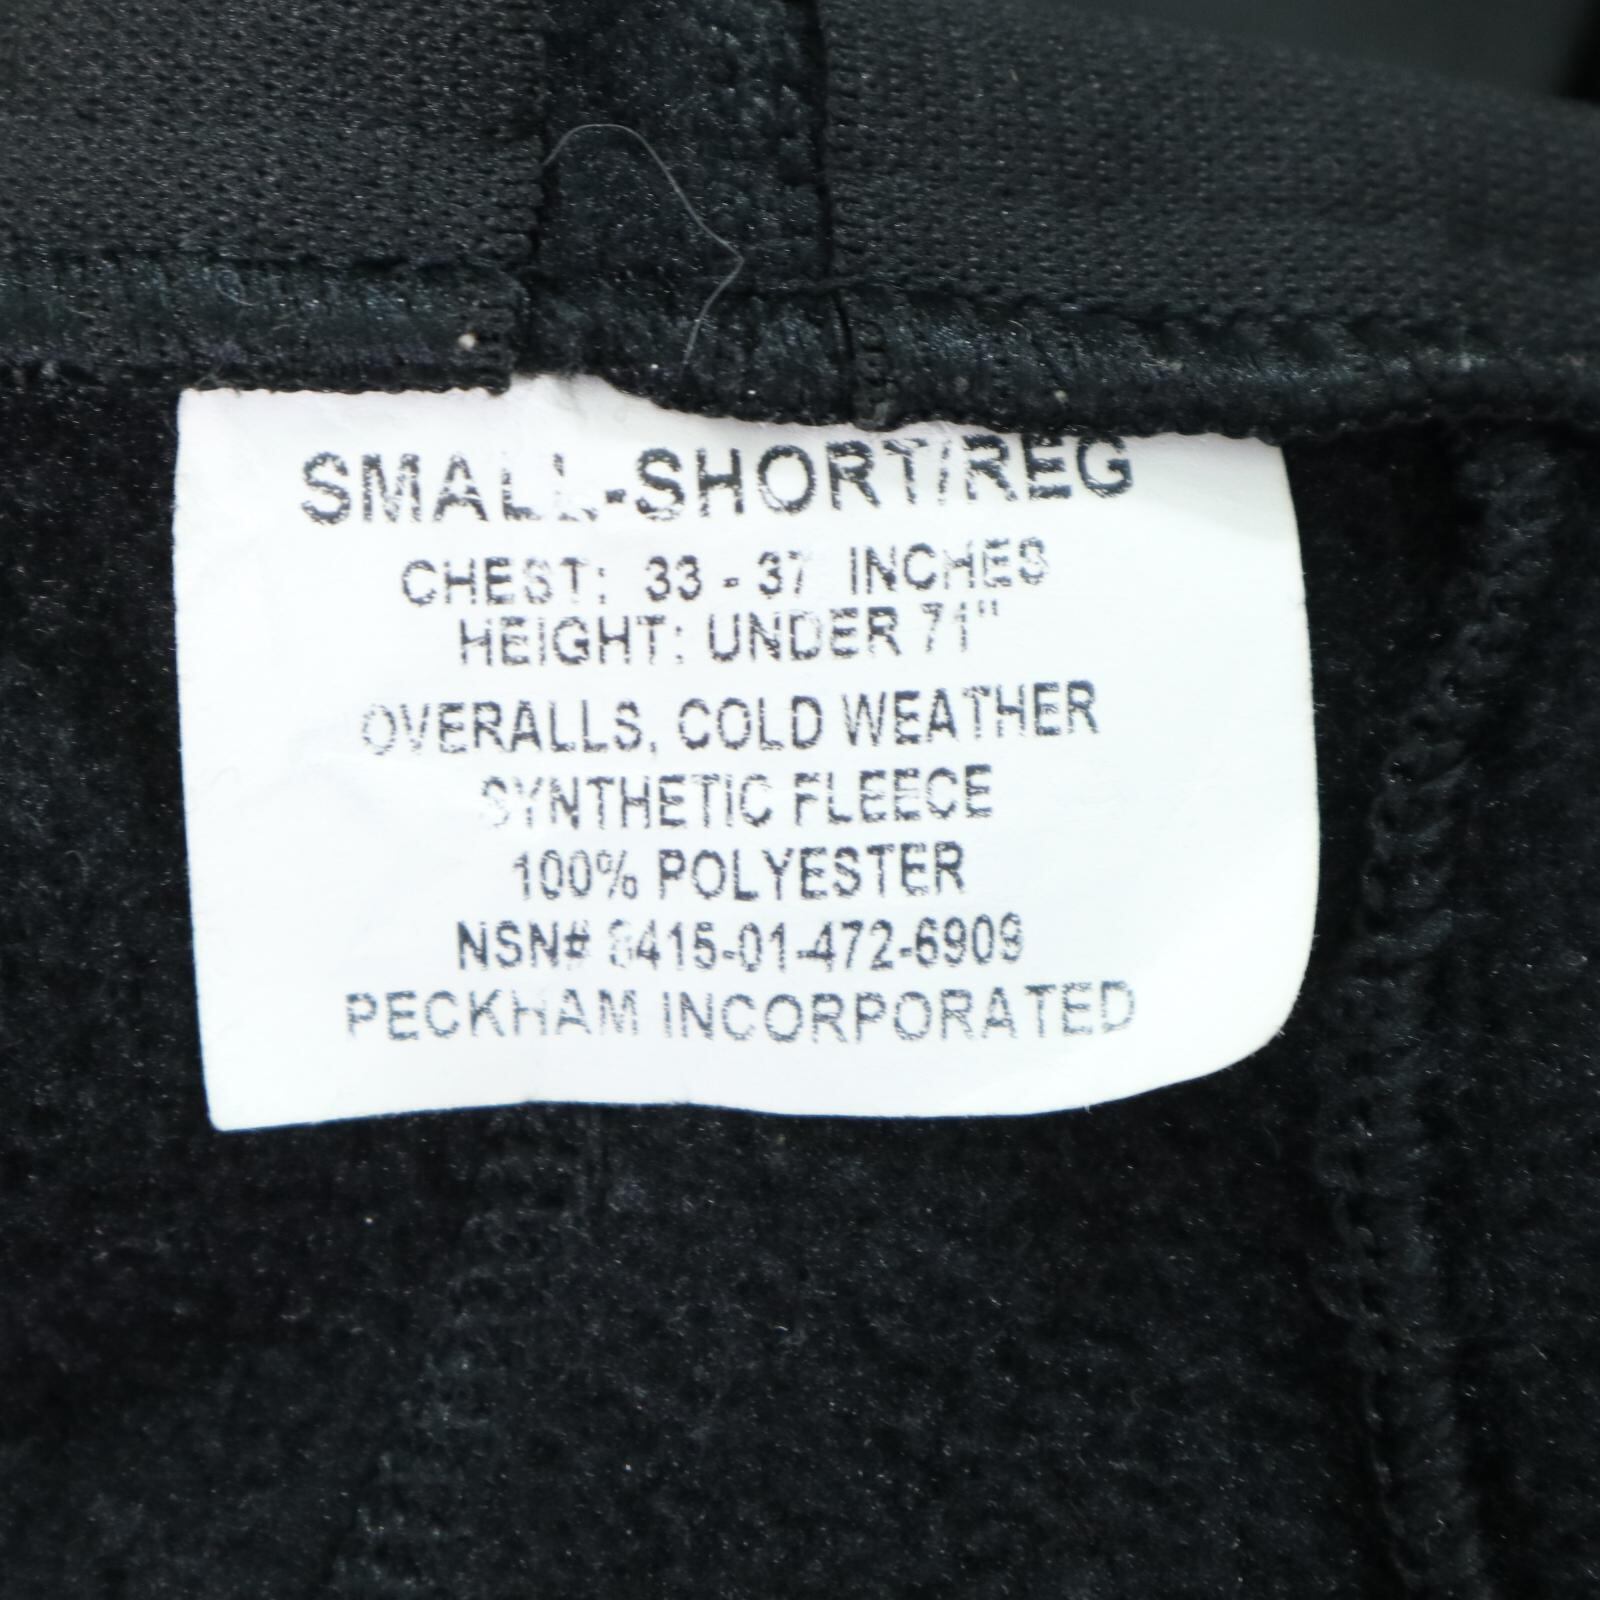 SMALL-SHORT/REG
CHEST: 33 - 37 INCHES
HEIGHT: UNDER 71"
OVERALLS, COLD WEATHER
SYNTHETIC FLEECE
100% POLYESTER
NSN# 8415-01-472-6909
PECKHAM INCORPORATED